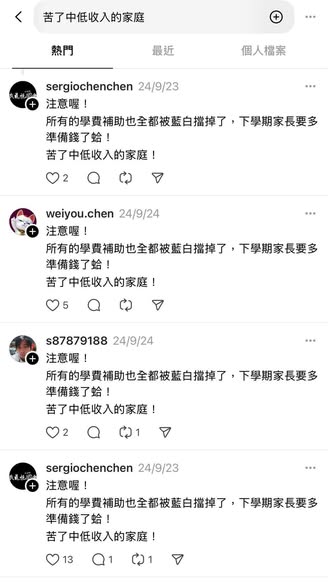 苦了中低收入的家庭
熱門 最近 個人檔案
sergiochenchen 24/9/23
注意喔！
所有的學費補助也全都被藍白擋掉了，下學期家長要多
準備錢了蛤！
苦了中低收入的家庭！
2
weiyou.chen 24/9/24
注意喔！
所有的學費補助也全都被藍白擋掉了，下學期家長要多
準備錢了蛤！
苦了中低收入的家庭！
5
s87879188 24/9/24
注意喔！
所有的學費補助也全都被藍白擋掉了，下學期家長要多
準備錢了蛤！
苦了中低收入的家庭！
2 1
sergiochenchen 24/9/23
注意喔！
所有的學費補助也全都被藍白擋掉了，下學期家長要多
準備錢了蛤！
苦了中低收入的家庭！
13 1 1